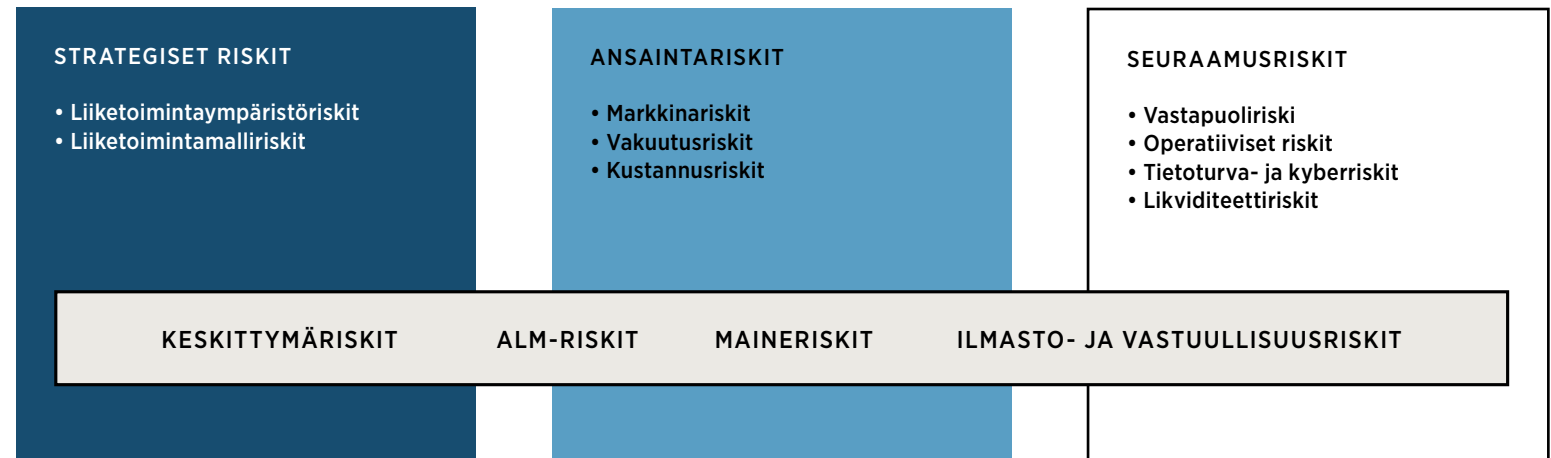 STRATEGISET RISKIT
• Liiketoimintaympäristöriskit
• Liiketoimintamalliriskit
ANSAINTARISKIT
• Markkinariskit
• Vakuutusriskit
• Kustannusriskit
SEURAAMUSRISKIT
• Vastapuoliriski
• Operatiiviset riskit
• Tietoturva- ja kyberriskit
• Likviditeettiriskit
KESKITTYMÄRISKIT ALM-RISKIT MAINERISKIT ILMASTO- JA VASTUULLISUUSRISKIT